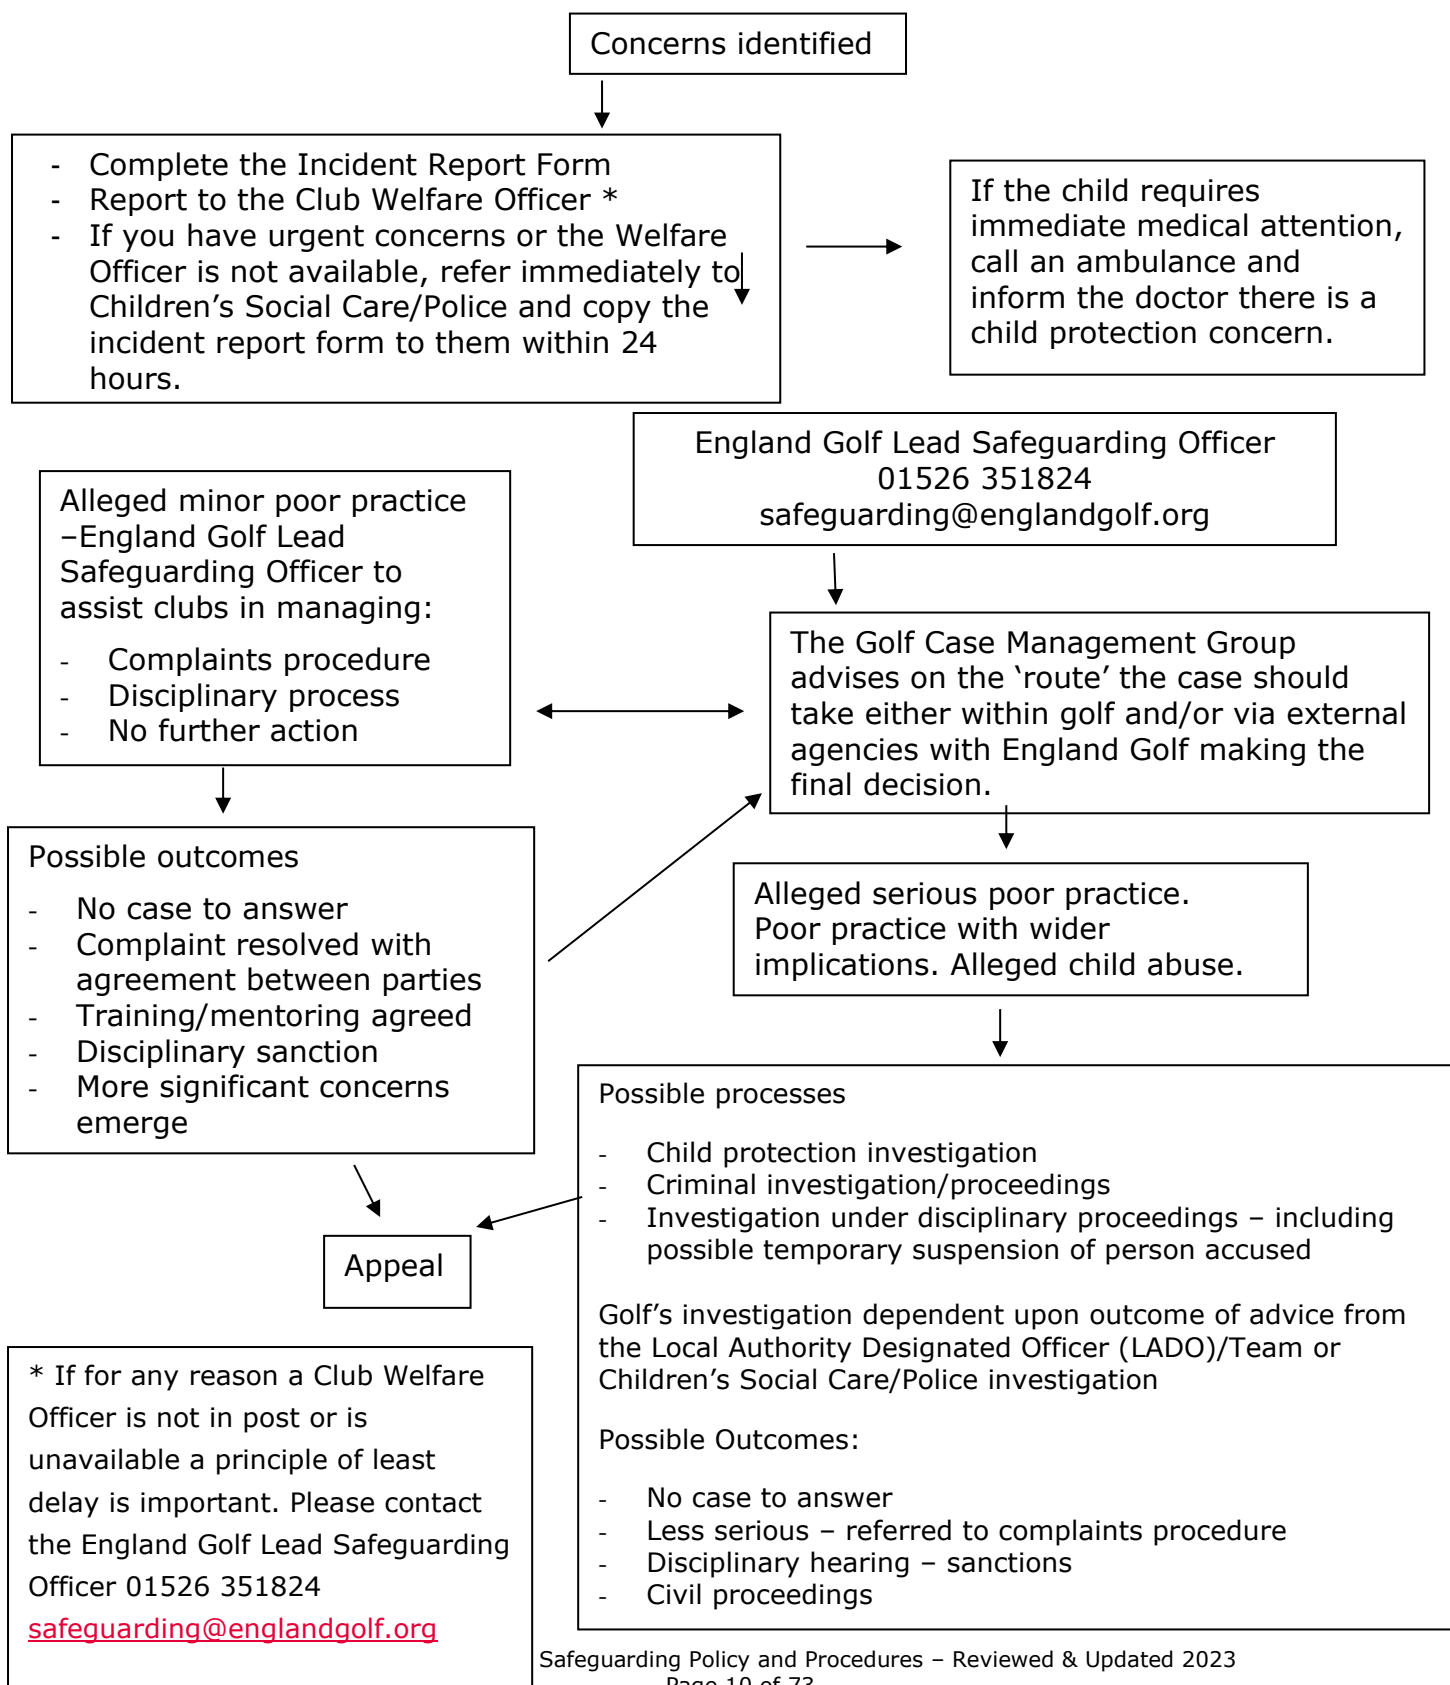 Concerns identified
- Complete the Incident Report Form
- Report to the Club Welfare Officer *
- If you have urgent concerns or the Welfare
Officer is not available, refer immediately to
Children’s Social Care/Police and copy the
incident report form to them within 24
hours.
If the child requires
immediate medical attention,
call an ambulance and
inform the doctor there is a
child protection concern.
England Golf Lead Safeguarding Officer
01526 351824
safeguarding@englandgolf.org
Alleged minor poor practice
–England Golf Lead
Safeguarding Officer to
assist clubs in managing:
- Complaints procedure
- Disciplinary process
- No further action
The Golf Case Management Group
advises on the ‘route’ the case should
take either within golf and/or via external
agencies with England Golf making the
final decision.
Possible outcomes
- No case to answer
- Complaint resolved with
agreement between parties
- Training/mentoring agreed
- Disciplinary sanction
- More significant concerns
emerge
Alleged serious poor practice.
Poor practice with wider
implications. Alleged child abuse.
Possible processes
- Child protection investigation
- Criminal investigation/proceedings
- Investigation under disciplinary proceedings – including
possible temporary suspension of person accused
Golf’s investigation dependent upon outcome of advice from
the Local Authority Designated Officer (LADO)/Team or
Children’s Social Care/Police investigation
Possible Outcomes:
- No case to answer
- Less serious – referred to complaints procedure
- Disciplinary hearing – sanctions
- Civil proceedings
Appeal
* If for any reason a Club Welfare
Officer is not in post or is
unavailable a principle of least
delay is important. Please contact
the England Golf Lead Safeguarding
Officer 01526 351824
safeguarding@englandgolf.org
Safeguarding Policy and Procedures – Reviewed & Updated 2023
Page 10 of 73